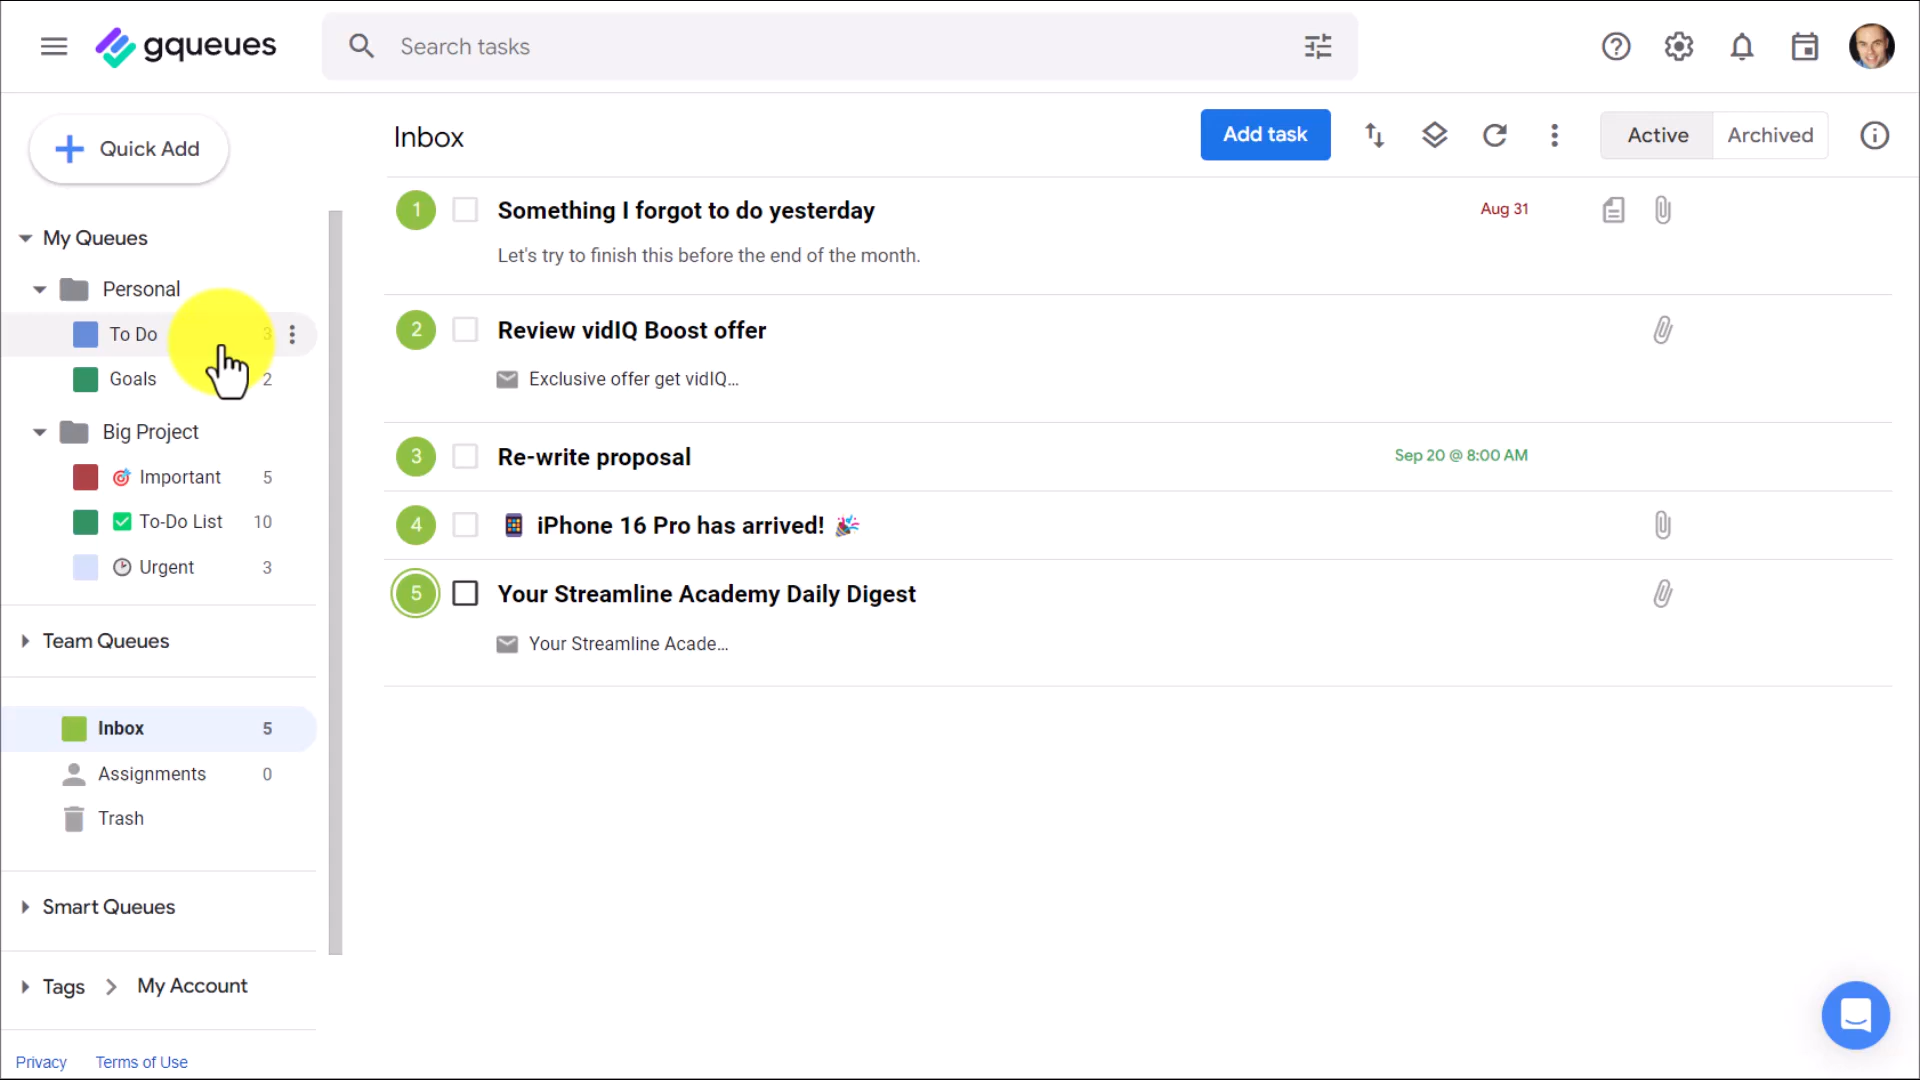 gqueues
Search tasks
Quick Add
My Queues
Personal
To Do 3
Goals 2
Big Project
Important 5
To-Do List 10
Urgent 3
Team Queues
Inbox 5
Assignments 0
Trash
Smart Queues
Tags My Account
Privacy Terms of Use
Inbox
Add task
Active Archived
1 Something I forgot to do yesterday Aug 31
Let's try to finish this before the end of the month.
2 Review vidIQ Boost offer
Exclusive offer get vidIQ...
3 Re-write proposal Sep 20 @ 8:00 AM
4 iPhone 16 Pro has arrived!
5 Your Streamline Academy Daily Digest
Your Streamline Acade...